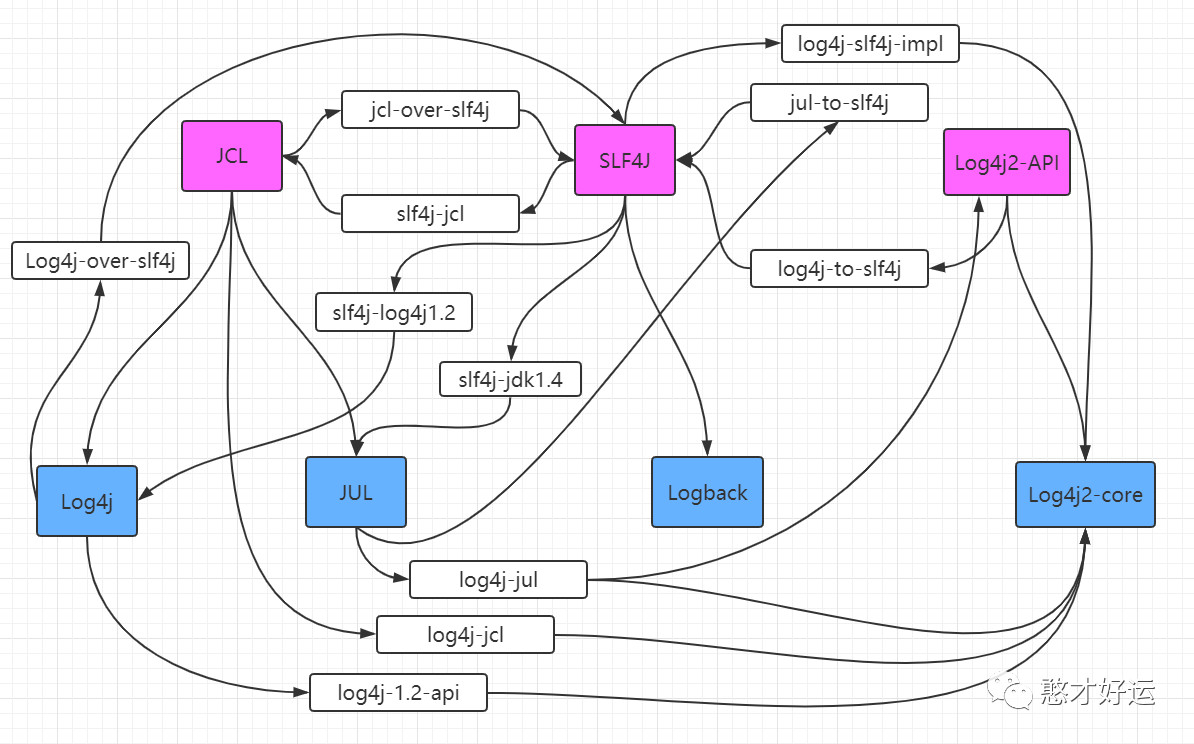 log4j-slf4j-impl
jcl-over-slf4j
jul-to-slf4j
JCL
SLF4J
Log4j2-API
slf4j-jcl
Log4j-over-slf4j
log4j-to-slf4j
slf4j-log4j1.2
slf4j-jdk1.4
Log4j
JUL
Logback
Log4j2-core
log4j-jul
log4j-jcl
log4j-1.2-api
憨才好运